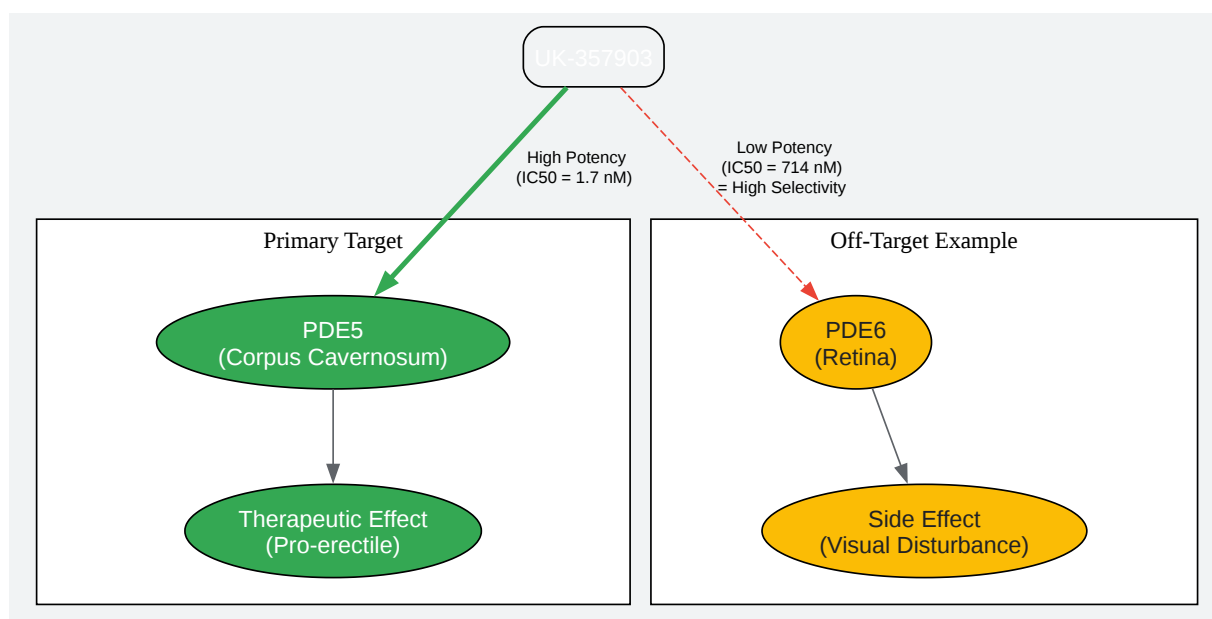 UK-357903
High Potency
(IC50 = 1.7 nM)
Low Potency
(IC50 = 714 nM)
= High Selectivity
Primary Target
PDE5
(Corpus Cavernosum)
Therapeutic Effect
(Pro-erectile)
Off-Target Example
PDE6
(Retina)
Side Effect
(Visual Disturbance)